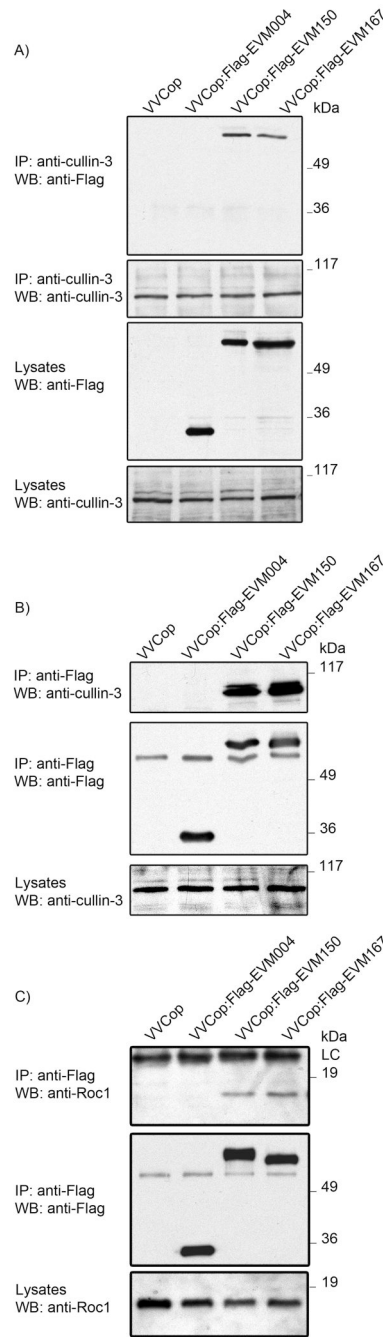 A)
VVCop
VVCop:Flag-EVM004
VVCop:Flag-EVM150
VVCop:Flag-EVM167
kDa
IP: anti-cullin-3
WB: anti-Flag
49
36
IP: anti-cullin-3
WB: anti-cullin-3
117
Lysates
WB: anti-Flag
49
36
Lysates
WB: anti-cullin-3
117
B)
VVCop
VVCop:Flag-EVM004
VVCop:Flag-EVM150
VVCop:Flag-EVM167
kDa
IP: anti-Flag
WB: anti-cullin-3
117
IP: anti-Flag
WB: anti-Flag
49
36
Lysates
WB: anti-cullin-3
117
C)
VVCop
VVCop:Flag-EVM004
VVCop:Flag-EVM150
VVCop:Flag-EVM167
kDa
LC
IP: anti-Flag
WB: anti-Roc1
19
IP: anti-Flag
WB: anti-Flag
49
36
Lysates
WB: anti-Roc1
19